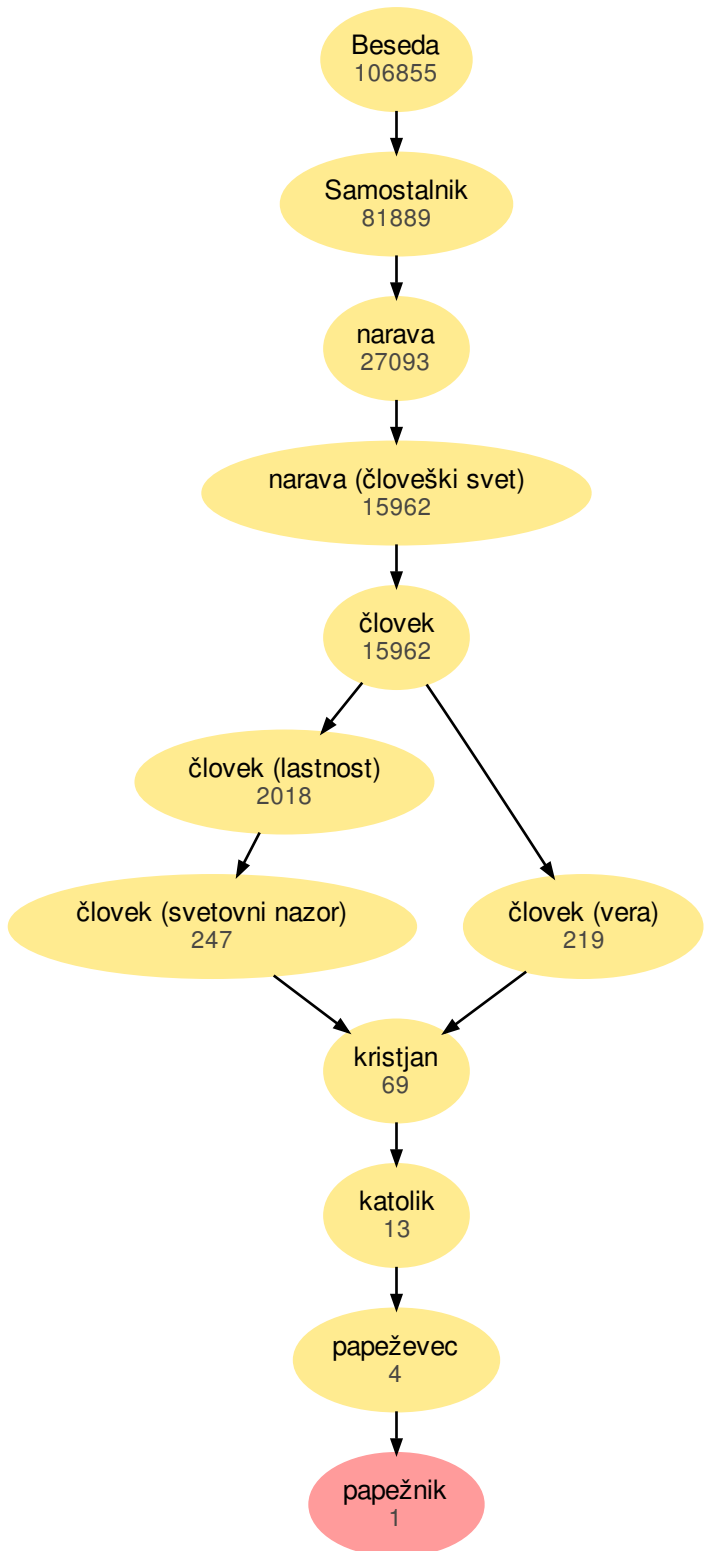 Beseda
106855
Samostalnik
81889
narava
27093
narava (človeški svet)
15962
človek
15962
človek (lastnost)
2018
človek (svetovni nazor)
247
človek (vera)
219
kristjan
69
katolik
13
papeževec
4
papežnik
1